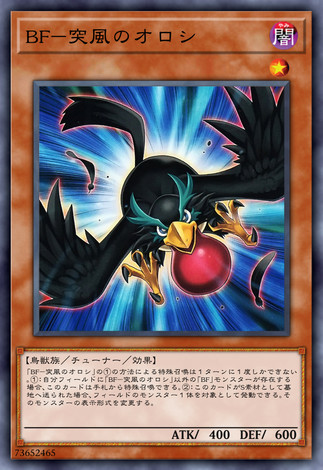 BF－突風のオロシ
闇
やみ
【鳥獣族／チューナー／効果】
「BF－突風のオロシ」の①の方法による特殊召喚は１ターンに１度しかできない。
①：自分フィールドに「BF－突風のオロシ」以外の「BF」モンスターが存在する
場合、このカードは手札から特殊召喚できる。②：このカードがS素材として墓
地へ送られた場合、フィールドのモンスター１体を対象として発動できる。そ
のモンスターの表示形式を変更する。
ATK/ 400 DEF/ 600
73652465